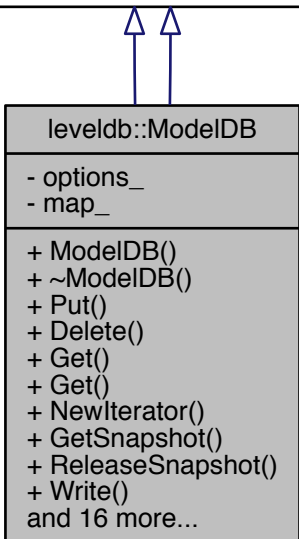 leveldb::ModelDB
- options_
- map_
+ ModelDB()
+ ~ModelDB()
+ Put()
+ Delete()
+ Get()
+ Get()
+ NewIterator()
+ GetSnapshot()
+ ReleaseSnapshot()
+ Write()
and 16 more...